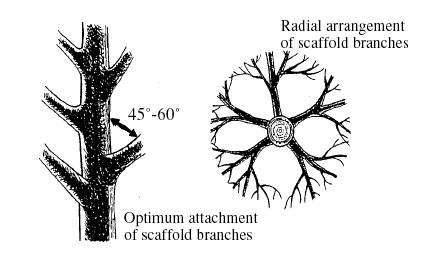 Radial arrangement
of scaffold branches
45°-60°
Optimum attachment
of scaffold branches